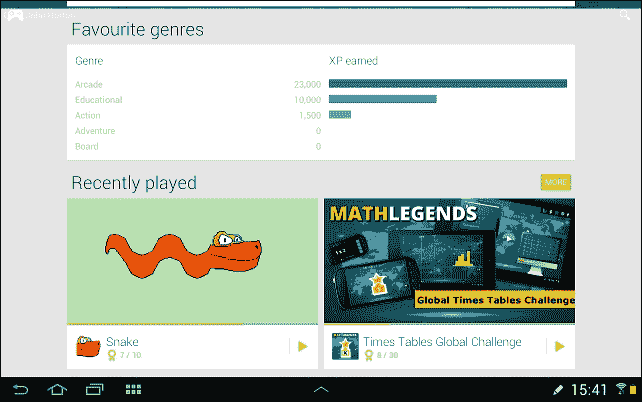 Favourite genres
Genre XP earned
Arcade 23,000
Educational 10,000
Action 1,500
Adventure 0
Board 0
Recently played MORE
MATHLEGENDS
Global Times Tables Challenge
Snake
7 / 10
Times Tables Global Challenge
8 / 30
15:41